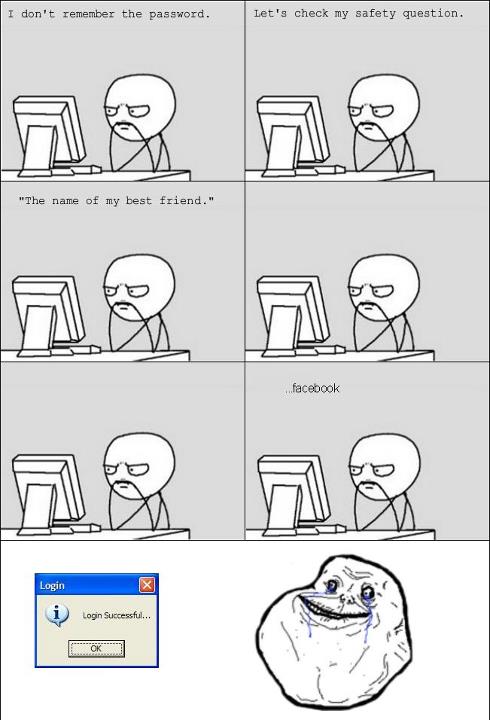 I don't remember the password.
Let's check my safety question.
"The name of my best friend."
...facebook
Login
Login Successful...
OK